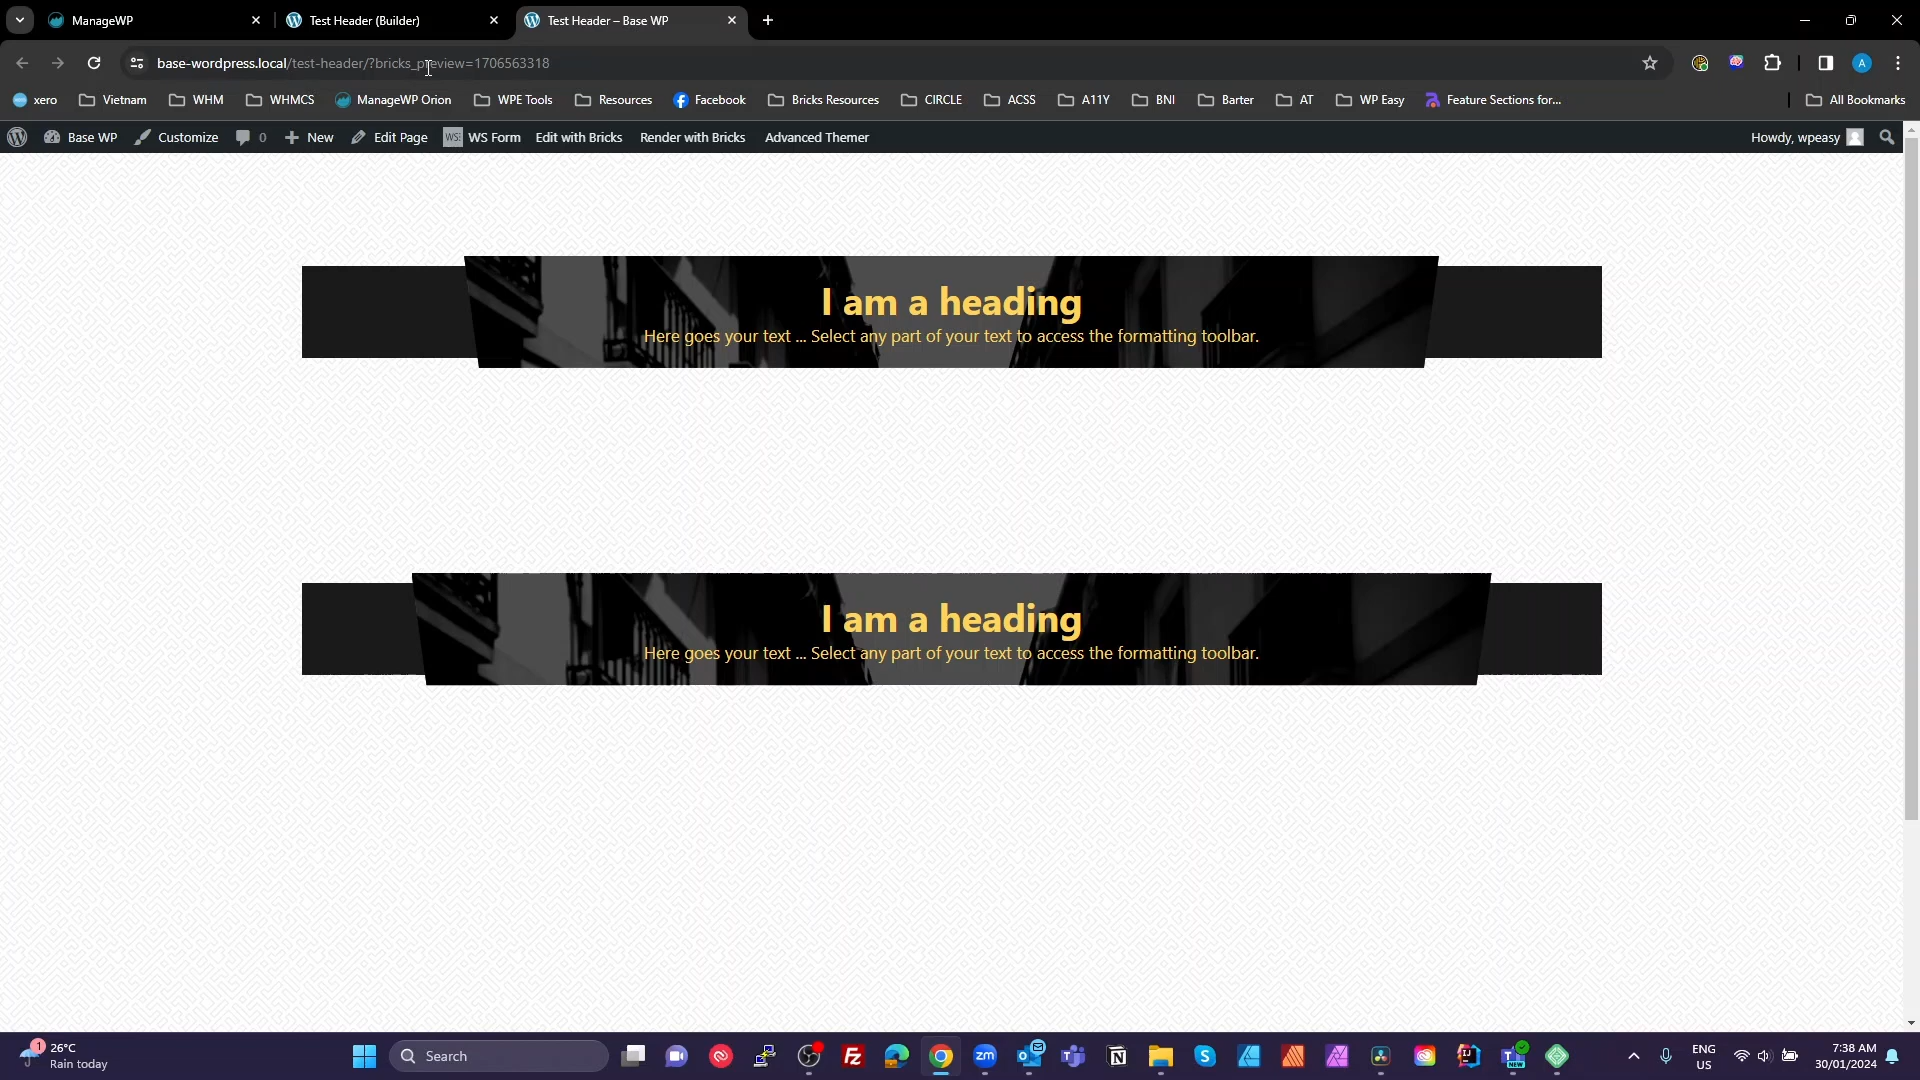 ManageWP
Test Header (Builder)
Test Header – Base WP
base-wordpress.local/test-header/?bricks_preview=1706563318
A
xero
Vietnam
WHM
WHMCS
ManageWP Orion
WPE Tools
Resources
Facebook
Bricks Resources
CIRCLE
ACSS
A11Y
BNI
Barter
AT
WP Easy
Feature Sections for...
All Bookmarks
Base WP
Customize
0
New
Edit Page
WS Form
Edit with Bricks
Render with Bricks
Advanced Themer
Howdy, wpeasy
I am a heading
Here goes your text ... Select any part of your text to access the formatting toolbar.
I am a heading
Here goes your text ... Select any part of your text to access the formatting toolbar.
1
26°C
Rain today
Search
FZ
zm
N
S
NEW
ENG
US
7:38 AM
30/01/2024